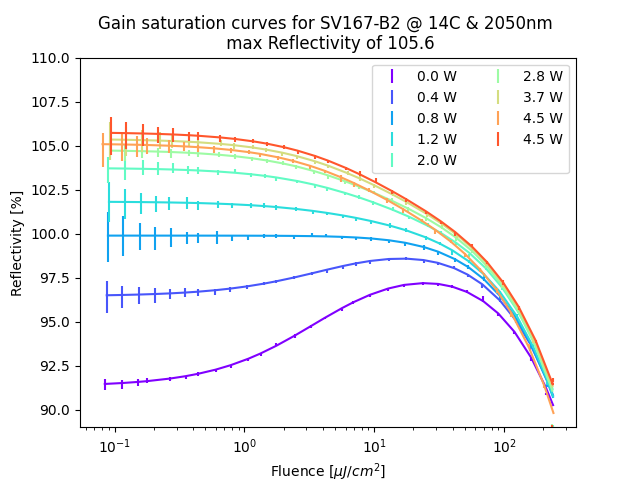 Gain saturation curves for SV167-B2 @ 14C & 2050nm
max Reflectivity of 105.6
110.0
107.5
105.0
102.5
100.0
97.5
95.0
92.5
90.0
Reflectivity [%]
0.0 W
0.4 W
0.8 W
1.2 W
2.0 W
2.8 W
3.7 W
4.5 W
4.5 W
10⁻¹ 10⁰ 10¹ 10²
Fluence [μJ/cm²]